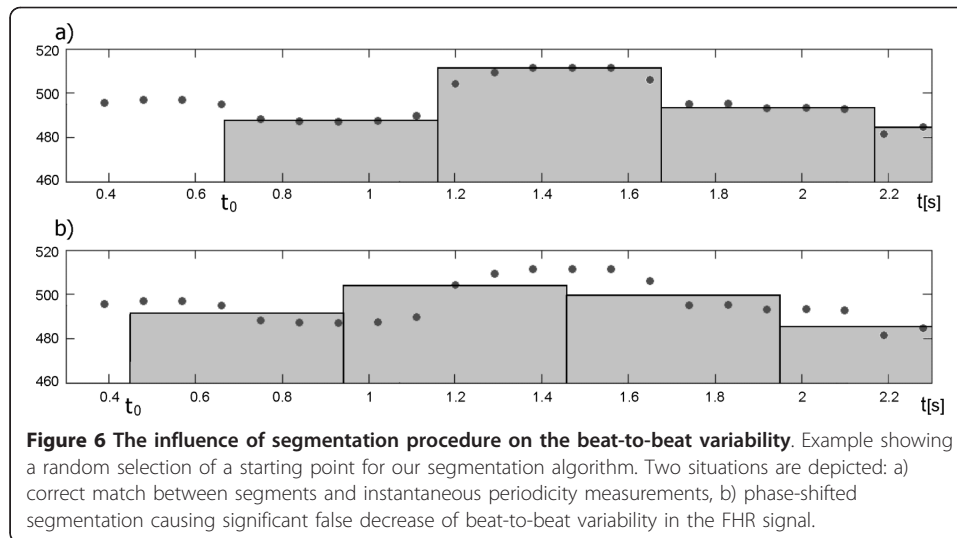 a)
520
500
480
460
0.4 0.6 0.8 1 1.2 1.4 1.6 1.8 2 2.2
t0 t[s]
b)
520
500
480
460
0.4 0.6 0.8 1 1.2 1.4 1.6 1.8 2 2.2
t0 t[s]
Figure 6 The influence of segmentation procedure on the beat-to-beat variability. Example showing
a random selection of a starting point for our segmentation algorithm. Two situations are depicted: a)
correct match between segments and instantaneous periodicity measurements, b) phase-shifted
segmentation causing significant false decrease of beat-to-beat variability in the FHR signal.